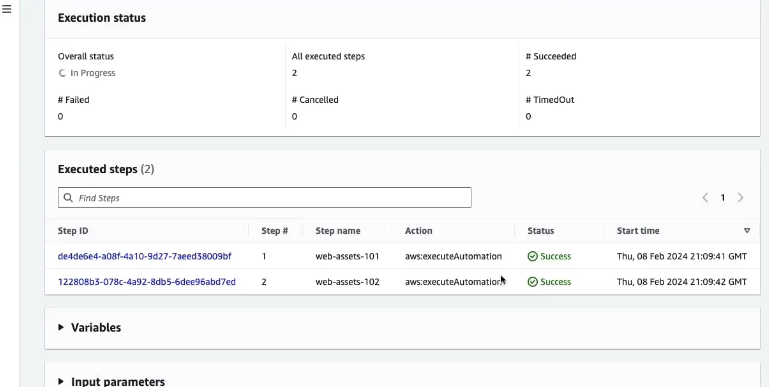 Execution status
Overall status
All executed steps
# Succeeded
In Progress
2
2
# Failed
# Cancelled
# TimedOut
0
0
0
Executed steps (2)
Find Steps
1
Step ID
Step #
Step name
Action
Status
Start time
de4de6e4-a08f-4a10-9d27-7aeed38009bf
1
web-assets-101
aws:executeAutomation
Success
Thu, 08 Feb 2024 21:09:41 GMT
122808b3-078c-4a92-8db5-6dee96abd7ed
2
web-assets-102
aws:executeAutomation
Success
Thu, 08 Feb 2024 21:09:42 GMT
Variables
Input parameters